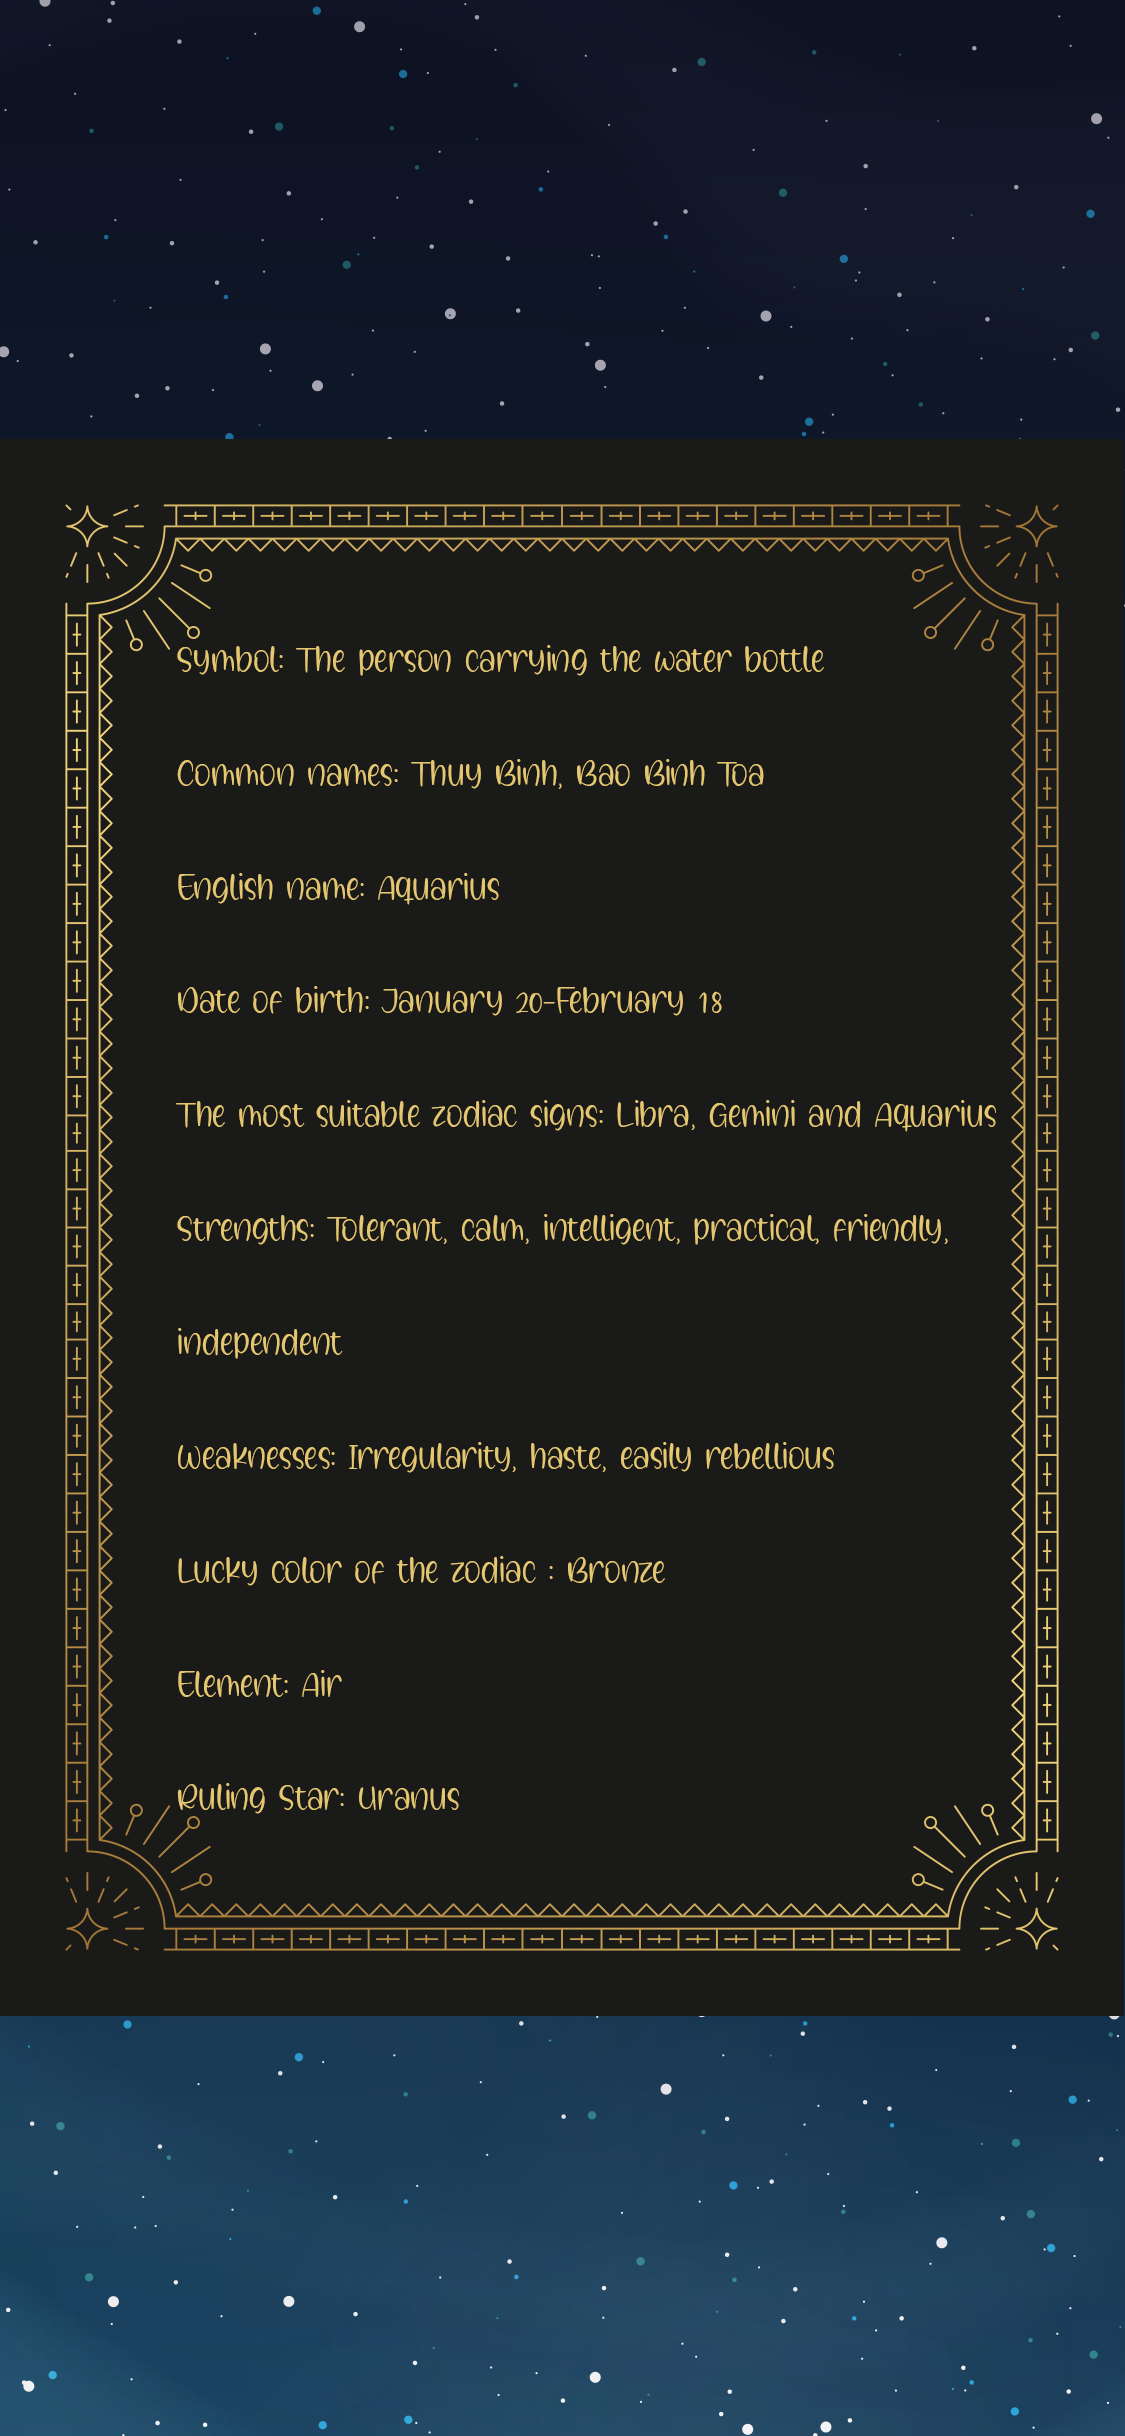 Symbol: The person carrying the water bottle
Common names: Thuy Binh, Bao Binh Toa
English name: Aquarius
Date of birth: January 20-February 18
The most suitable zodiac signs: Libra, Gemini and Aquarius
Strengths: Tolerant, calm, intelligent, practical, friendly,
independent
Weaknesses: Irregularity, haste, easily rebellious
Lucky color of the zodiac : Bronze
Element: Air
Ruling Star: Uranus